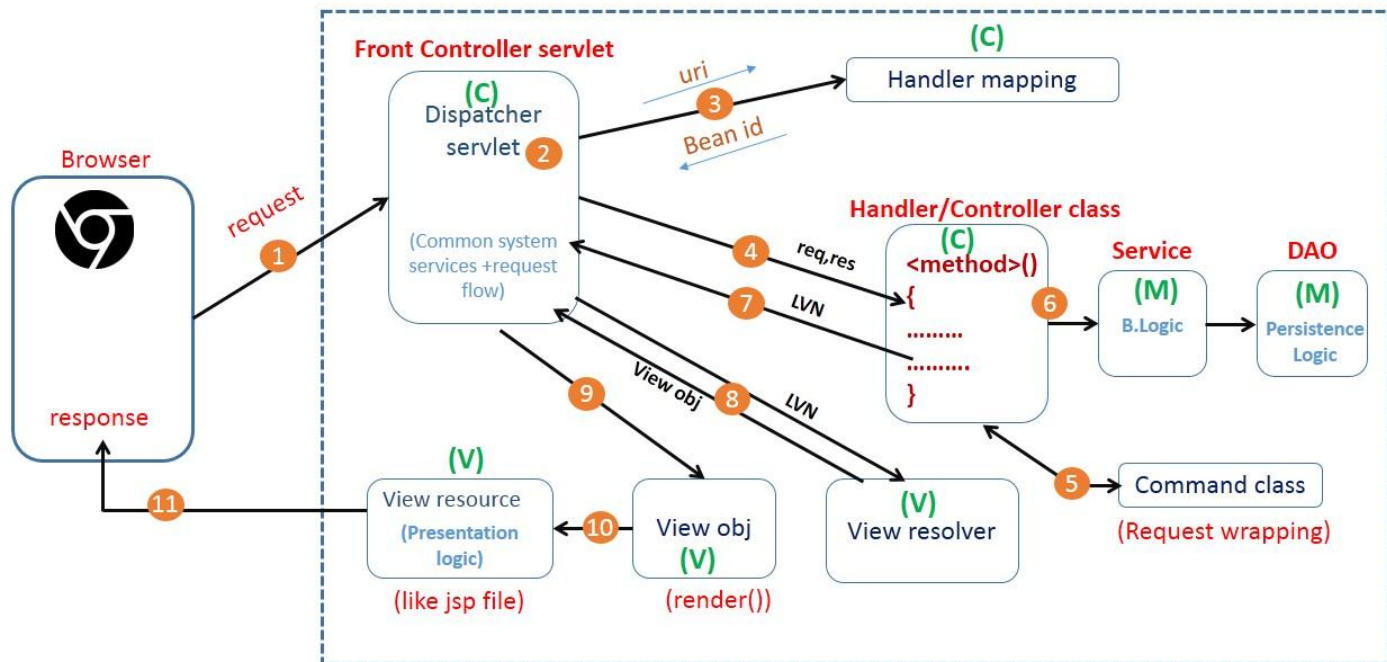 Front Controller servlet
(C)
Dispatcher
servlet
2
(Common system
services +request
flow)
uri
3
Bean id
(C)
Handler mapping
Browser
request
1
response
4
req,res
7
LVN
Handler/Controller class
(C)
<method>()
{
.........
..........
}
6
Service
(M)
B.Logic
DAO
(M)
Persistence
Logic
5
Command class
(Request wrapping)
View obj
8
LVN
9
(V)
View resolver
View obj
(V)
(render())
10
(V)
View resource
(Presentation
logic)
(like jsp file)
11